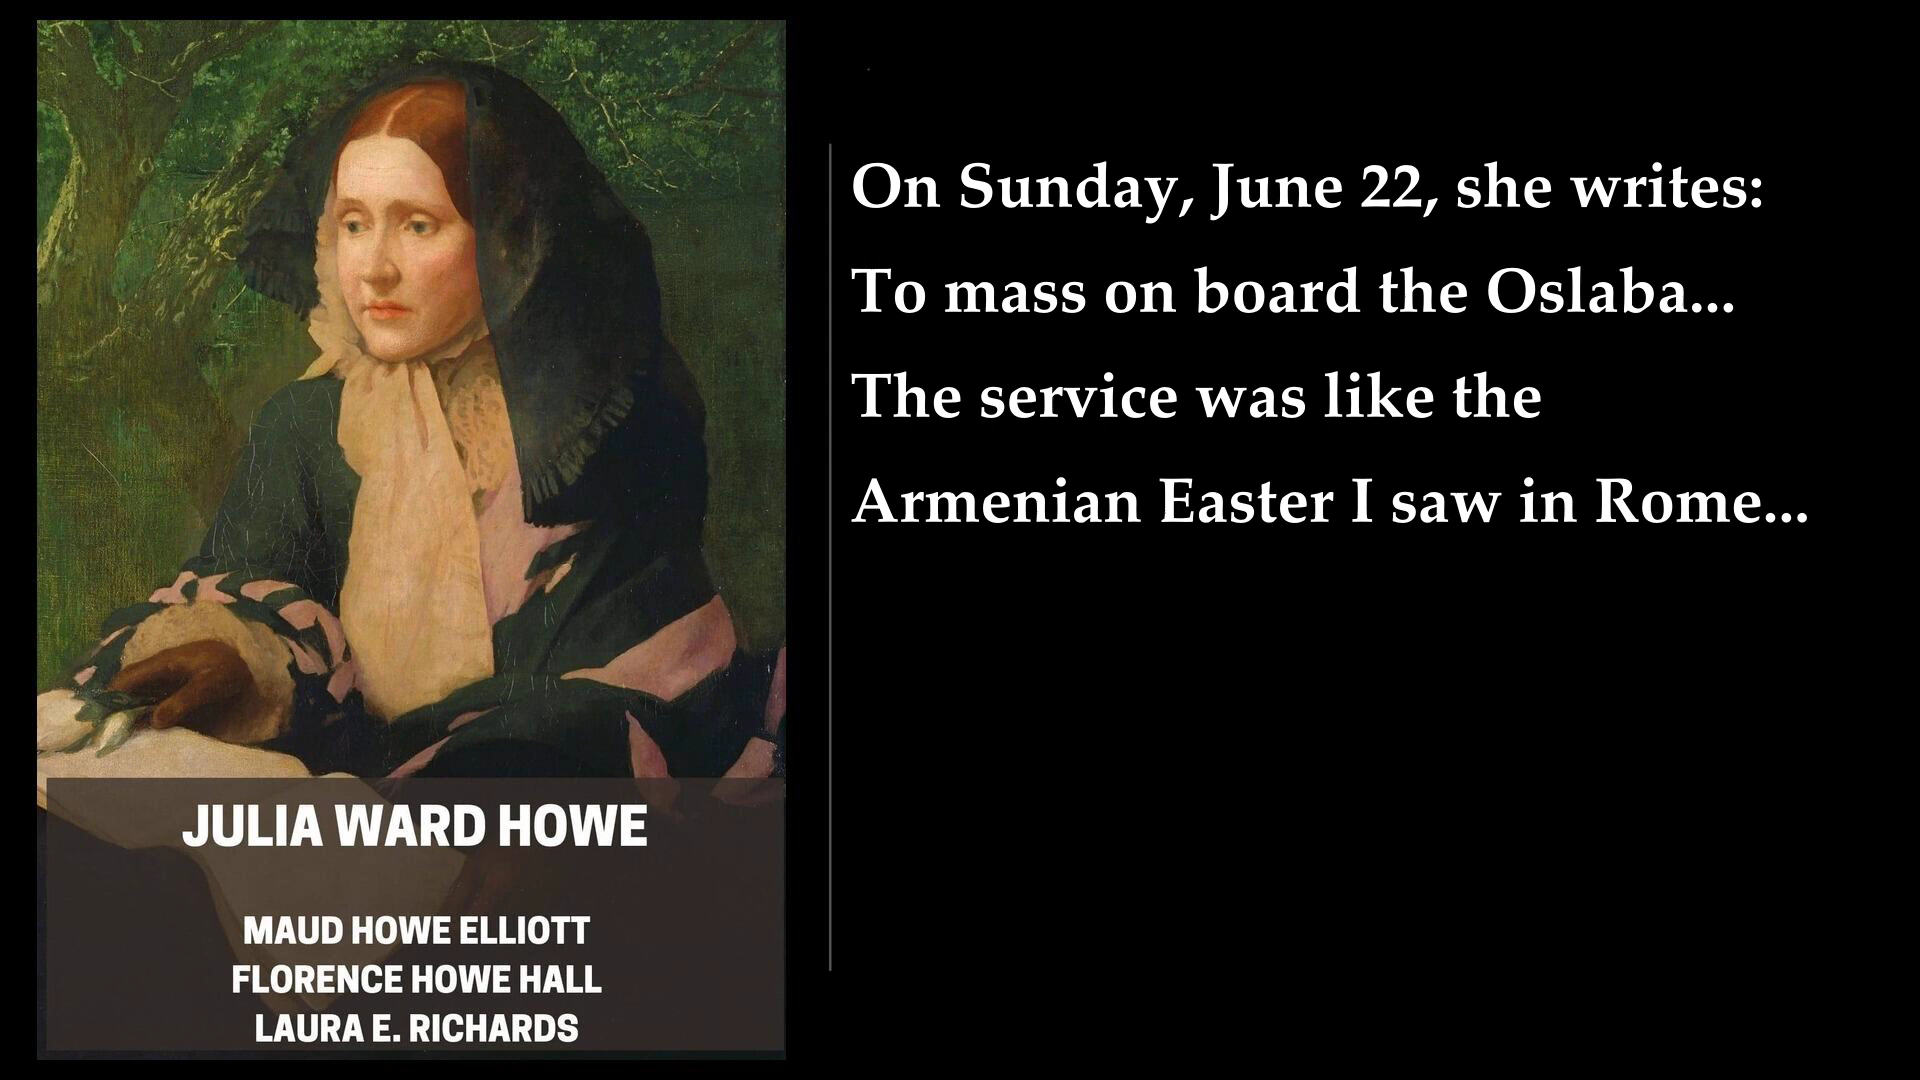 JULIA WARD HOWE
MAUD HOWE ELLIOTT
FLORENCE HOWE HALL
LAURA E. RICHARDS
On Sunday, June 22, she writes:
To mass on board the Oslaba...
The service was like the
Armenian Easter I saw in Rome...